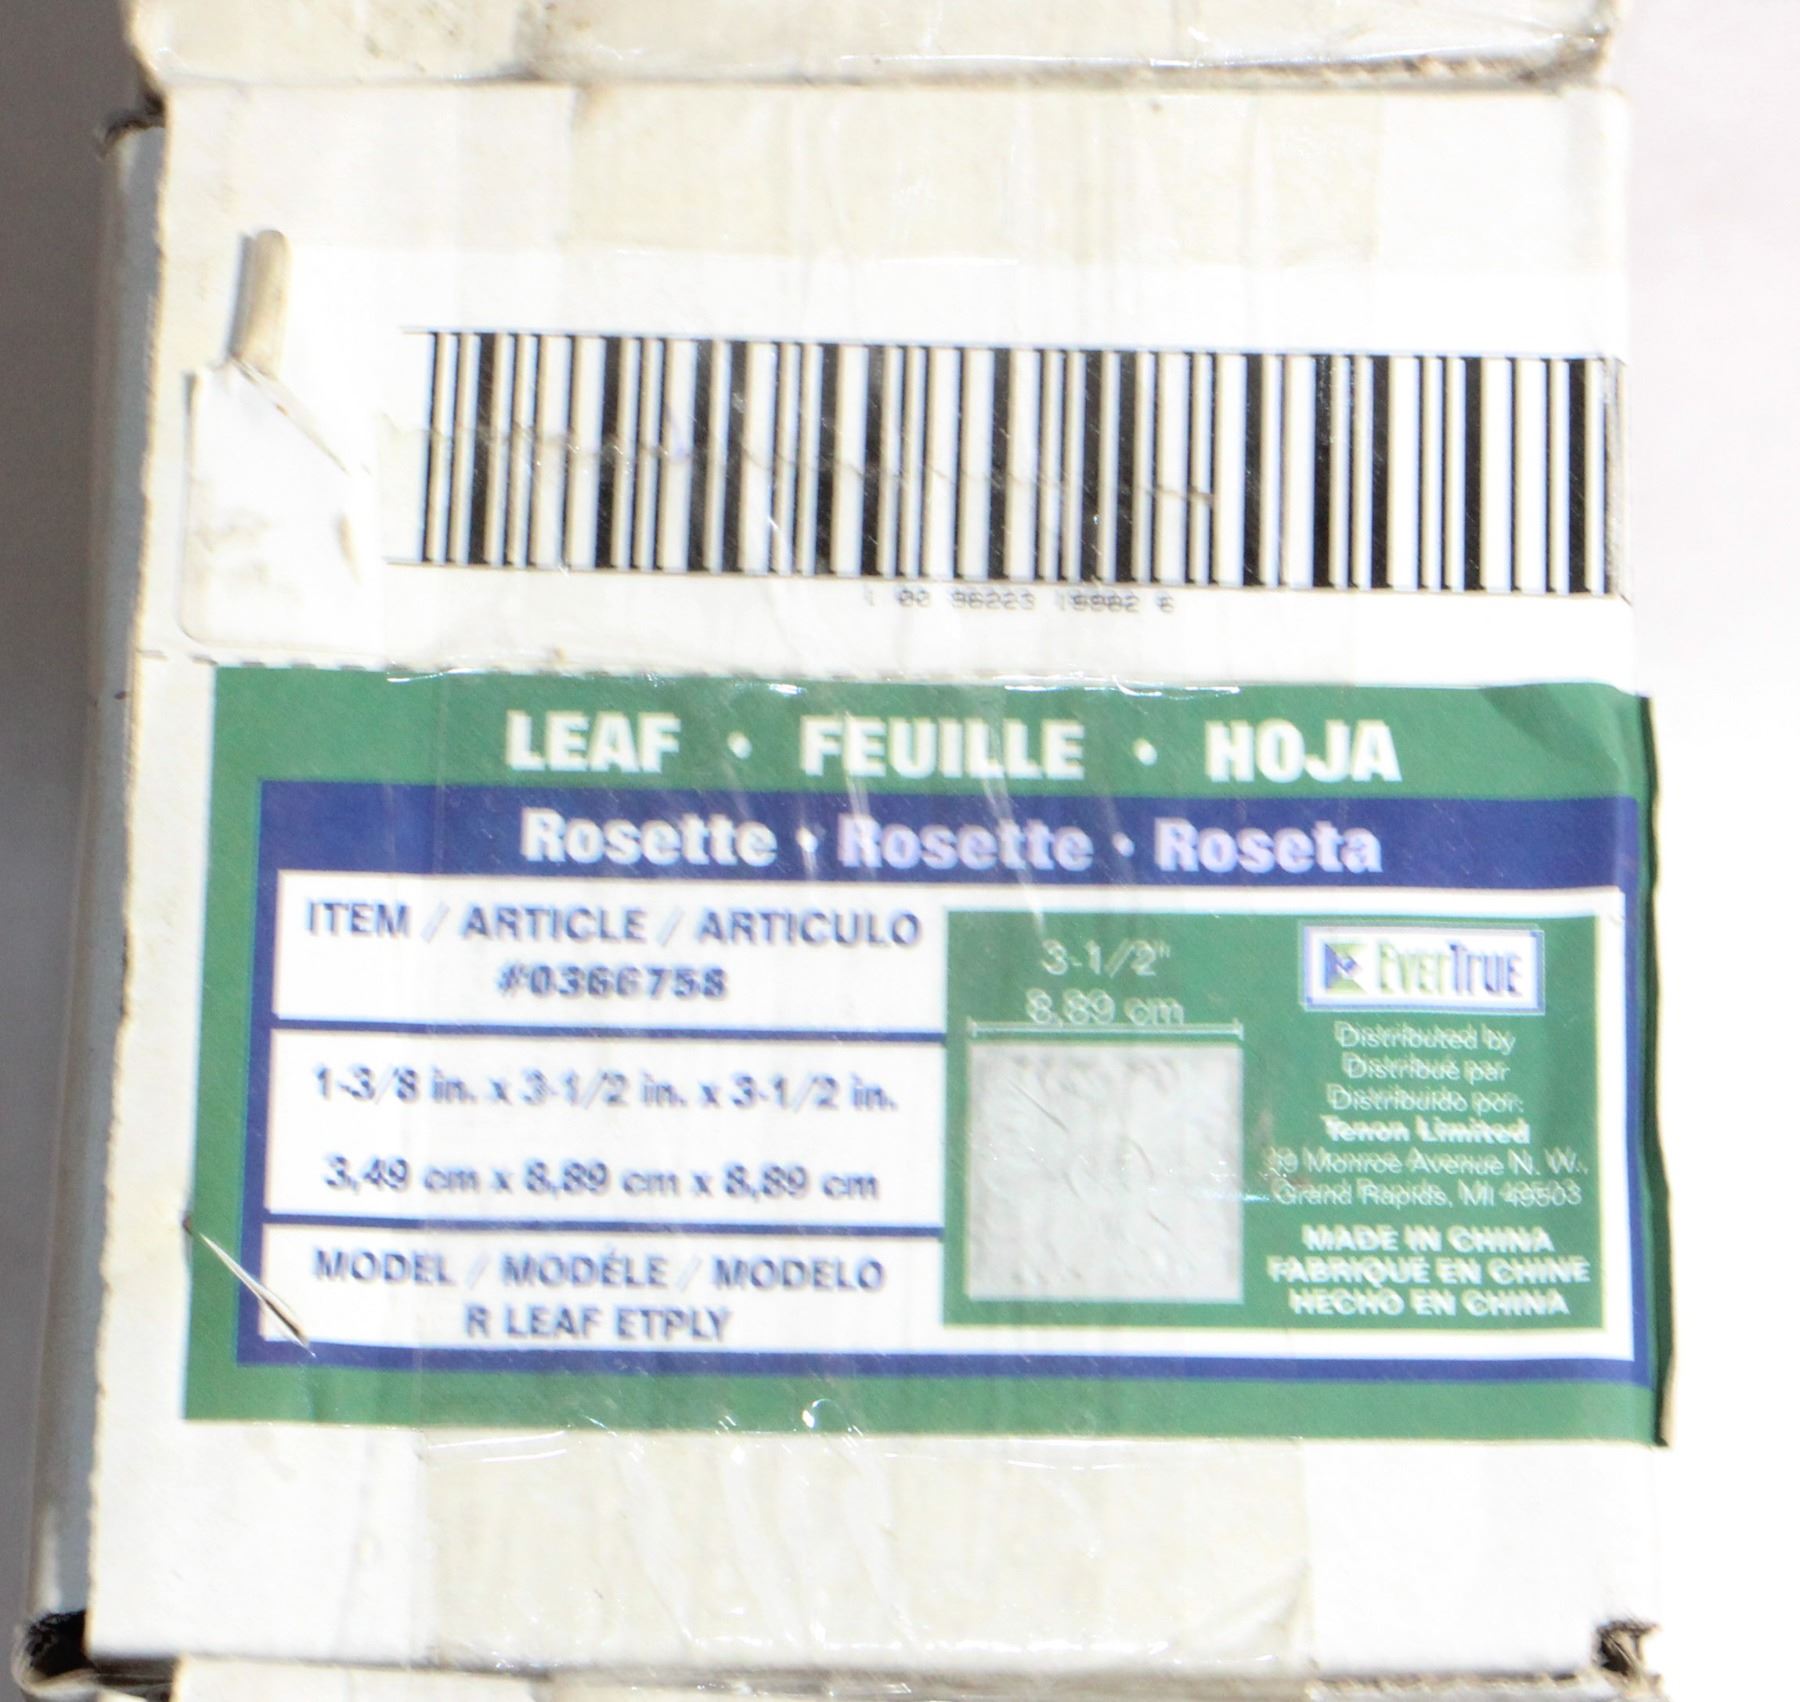 1 00 96223 15982 6
LEAF • FEUILLE • HOJA
Rosette • Rosette • Roseta
ITEM / ARTICLE / ARTICULO
#0366758
1-3/8 in. x 3-1/2 in. x 3-1/2 in.
3,49 cm x 8,89 cm x 8,89 cm
MODEL / MODÉLE / MODELO
R LEAF ETPLY
3-1/2"
8,89 cm
EVERTRUE
Distributed by
Distribué par
Distribuido por:
Tenon Limited
Monroe Avenue N. W.,
Grand Rapids, MI 49503
MADE IN CHINA
FABRIQUÉ EN CHINE
HECHO EN CHINA